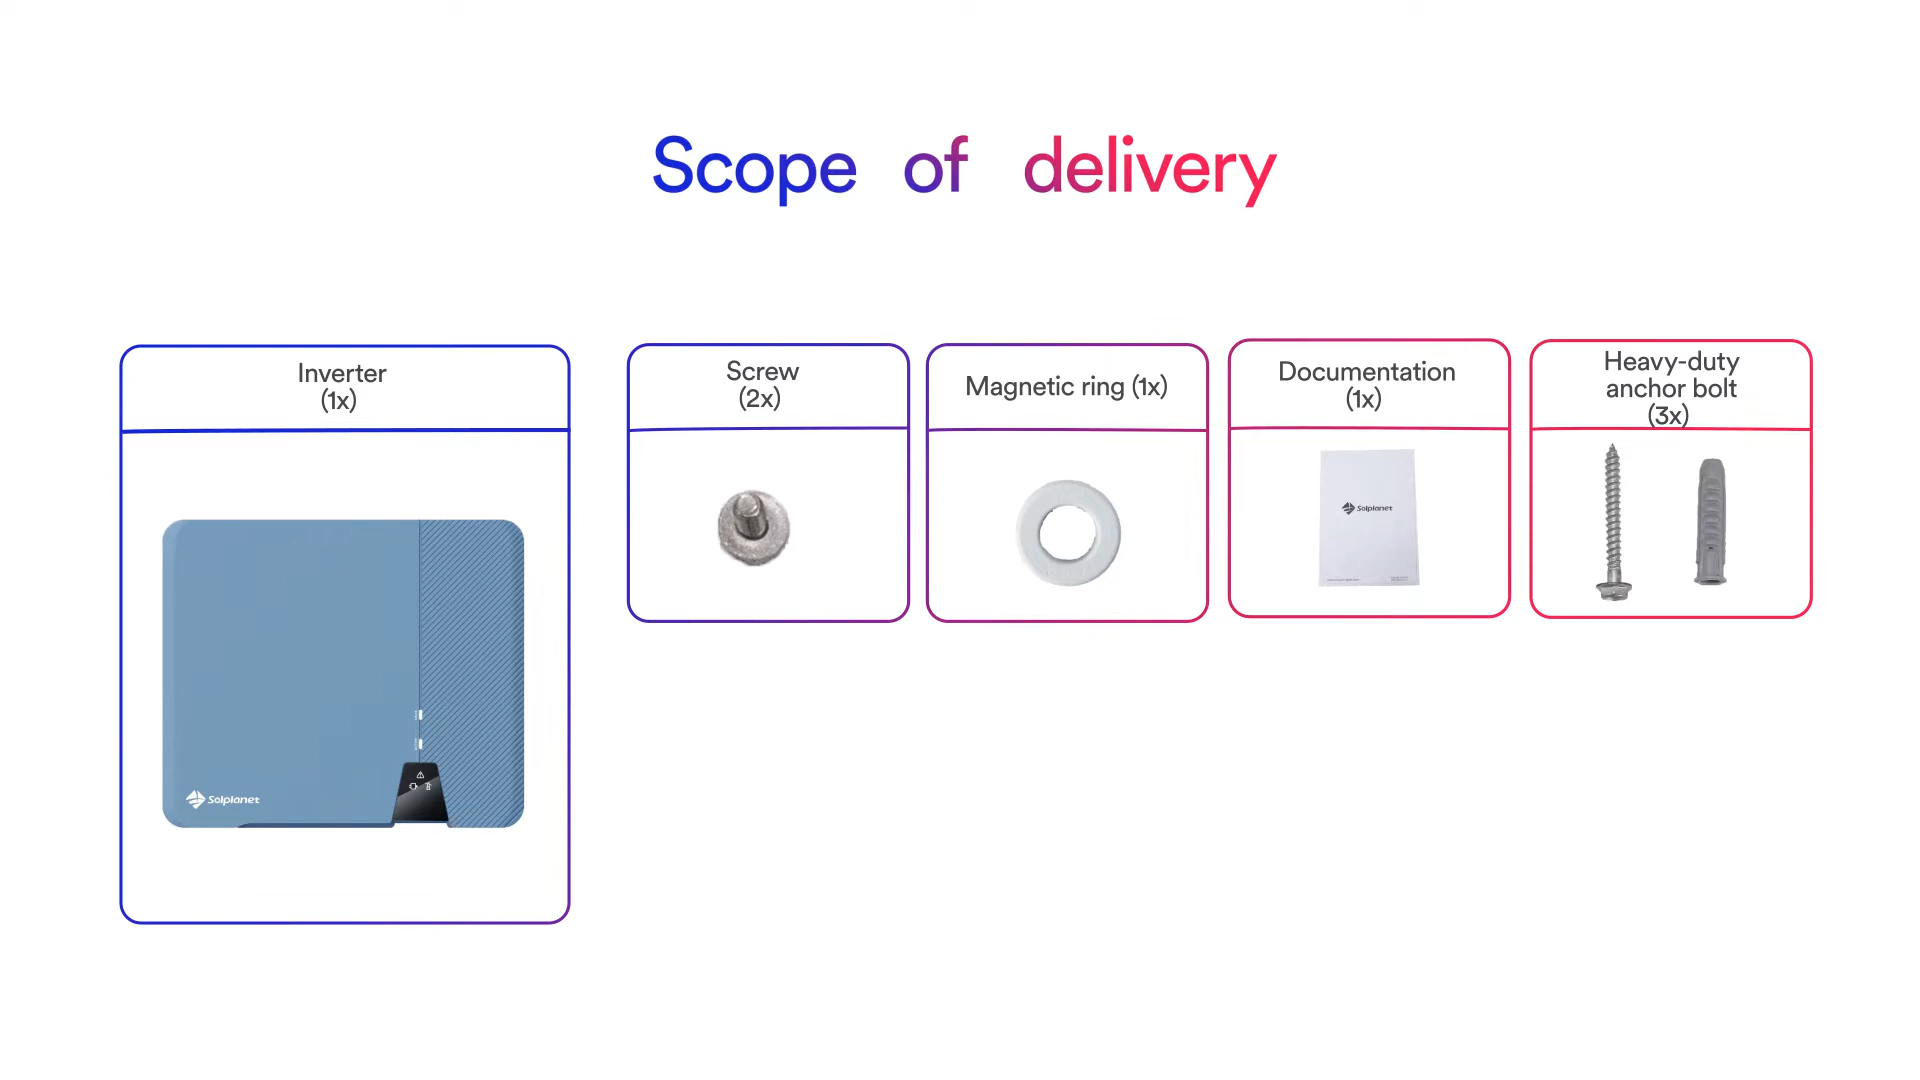 Scope of delivery
Inverter
(1x)
Solplanet
Screw
(2x)
Magnetic ring (1x)
Documentation
(1x)
Solplanet
Heavy-duty
anchor bolt
(3x)